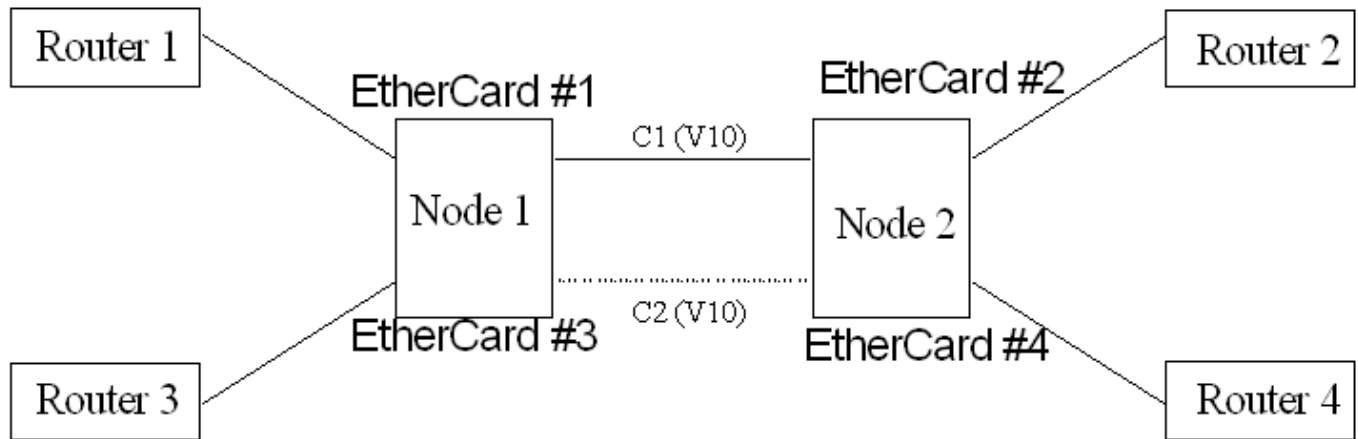 Router 1
Router 2
EtherCard #1
EtherCard #2
C1 (V10)
Node 1
Node 2
C2 (V10)
EtherCard #3
EtherCard #4
Router 3
Router 4